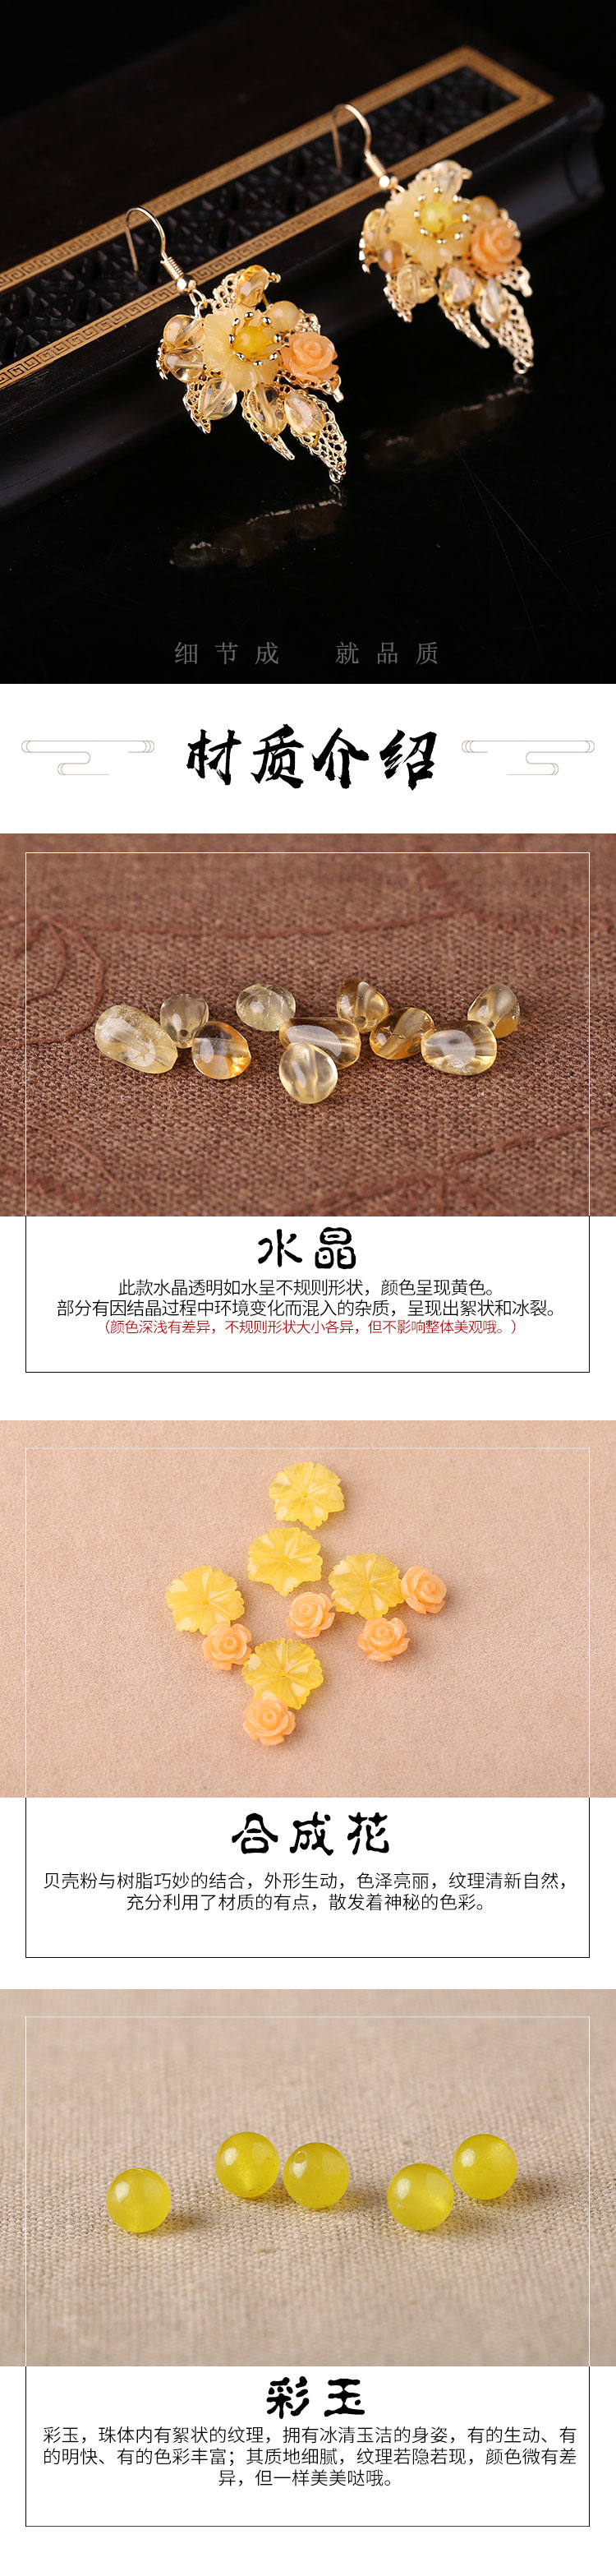 细节成 就品质
材质介绍
水晶
此款水晶透明如水呈不规则形状，颜色呈现黄色。
部分有因结晶过程中环境变化而混入的杂质，呈现出絮状和冰裂。
（颜色深浅有差异，不规则形状大小各异，但不影响整体美观哦。）
合成花
贝壳粉与树脂巧妙的结合，外形生动，色泽亮丽，纹理清新自然，
充分利用了材质的有点，散发着神秘的色彩。
彩玉
彩玉，珠体内有絮状的纹理，拥有冰清玉洁的身姿，有的生动、有
的明快、有的色彩丰富；其质地细腻，纹理若隐若现，颜色微有差
异，但一样美美哒哦。